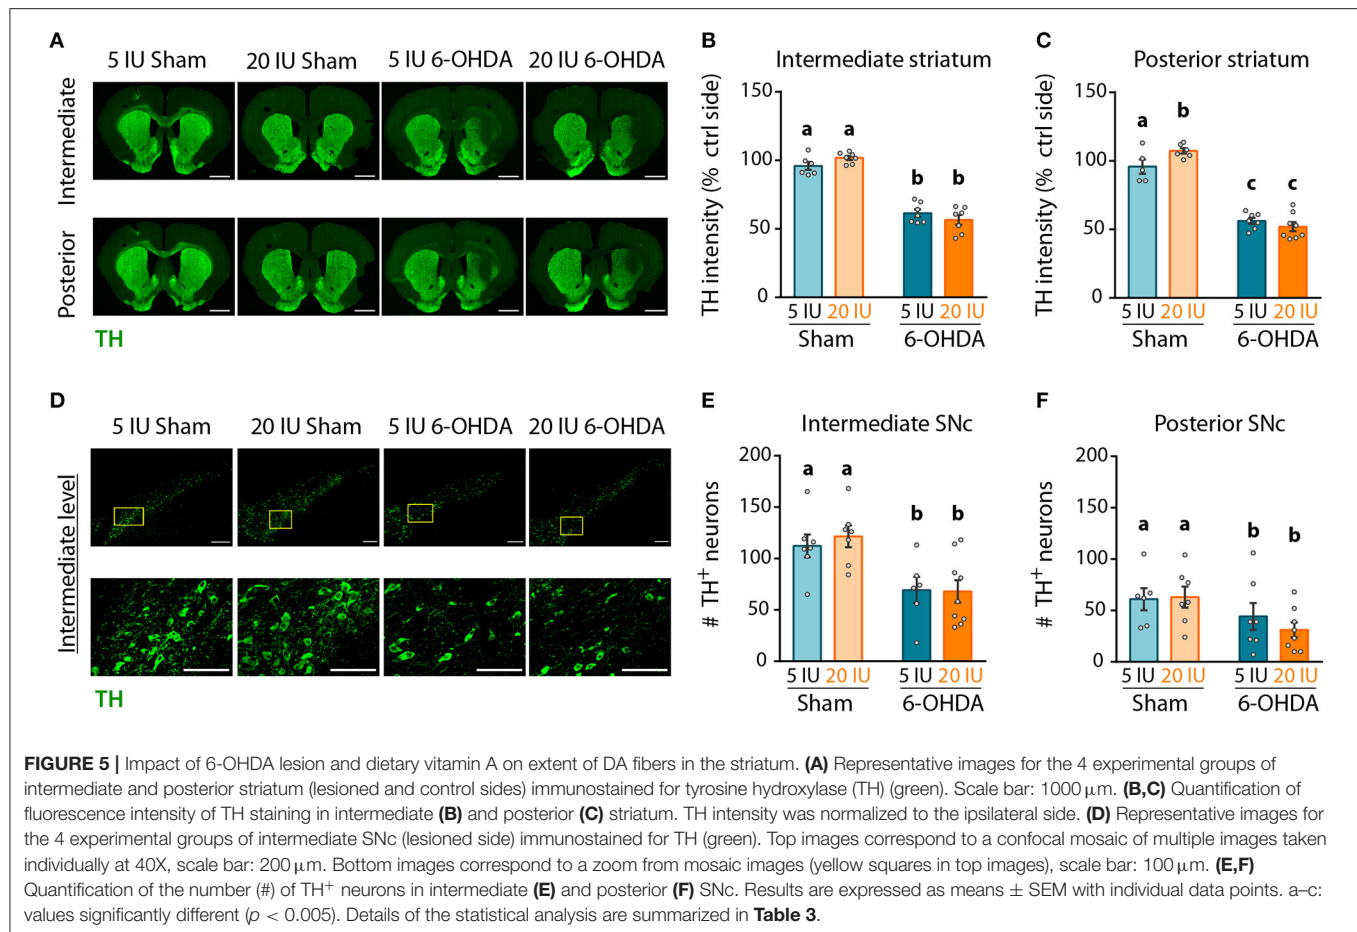 A
5 IU Sham 20 IU Sham 5 IU 6-OHDA 20 IU 6-OHDA
Intermediate
Posterior
TH
B
Intermediate striatum
TH intensity (% ctrl side)
150
100
50
0
a a b b
5 IU 20 IU 5 IU 20 IU
Sham 6-OHDA
C
Posterior striatum
TH intensity (% ctrl side)
150
100
50
0
a b c c
5 IU 20 IU 5 IU 20 IU
Sham 6-OHDA
D
5 IU Sham 20 IU Sham 5 IU 6-OHDA 20 IU 6-OHDA
Intermediate level
TH
E
Intermediate SNc
# TH+ neurons
200
150
100
50
0
a a b b
5 IU 20 IU 5 IU 20 IU
Sham 6-OHDA
F
Posterior SNc
# TH+ neurons
200
150
100
50
0
a a b b
5 IU 20 IU 5 IU 20 IU
Sham 6-OHDA
FIGURE 5 | Impact of 6-OHDA lesion and dietary vitamin A on extent of DA fibers in the striatum. (A) Representative images for the 4 experimental groups of
intermediate and posterior striatum (lesioned and control sides) immunostained for tyrosine hydroxylase (TH) (green). Scale bar: 1000 μm. (B,C) Quantification of
fluorescence intensity of TH staining in intermediate (B) and posterior (C) striatum. TH intensity was normalized to the ipsilateral side. (D) Representative images for
the 4 experimental groups of intermediate SNc (lesioned side) immunostained for TH (green). Top images correspond to a confocal mosaic of multiple images taken
individually at 40X, scale bar: 200 μm. Bottom images correspond to a zoom from mosaic images (yellow squares in top images), scale bar: 100 μm. (E,F)
Quantification of the number (#) of TH+ neurons in intermediate (E) and posterior (F) SNc. Results are expressed as means ± SEM with individual data points. a–c:
values significantly different (p < 0.005). Details of the statistical analysis are summarized in Table 3.